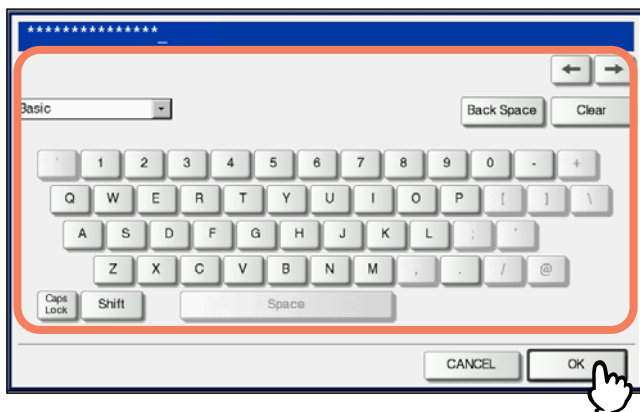 ***************_
← →
Basic Back Space Clear
' 1 2 3 4 5 6 7 8 9 0 - +
Q W E R T Y U I O P [ ] \
A S D F G H J K L ; '
Z X C V B N M , . / @
Caps Lock Shift Space
CANCEL OK